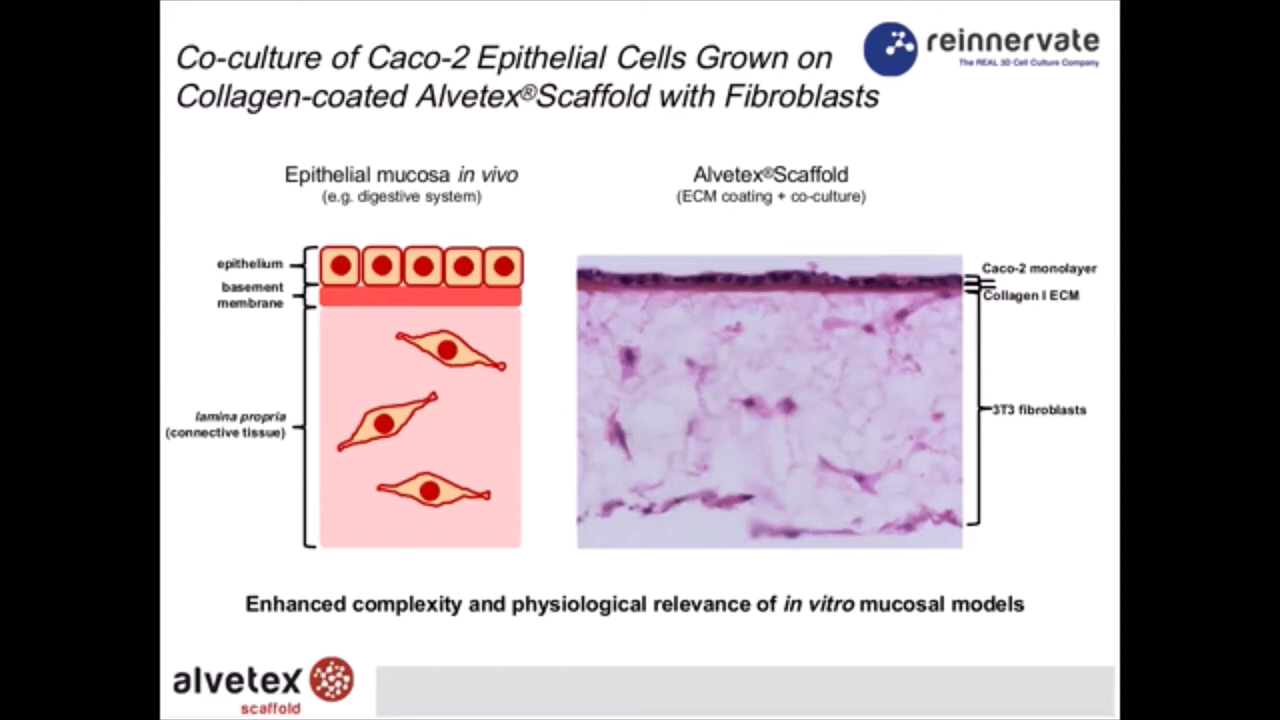 Co-culture of Caco-2 Epithelial Cells Grown on
Collagen-coated Alvetex®Scaffold with Fibroblasts
reinnervate
The REAL 3D Cell Culture Company
Epithelial mucosa in vivo
(e.g. digestive system)
epithelium
basement
membrane
lamina propria
(connective tissue)
Alvetex®Scaffold
(ECM coating + co-culture)
Caco-2 monolayer
Collagen I ECM
3T3 fibroblasts
Enhanced complexity and physiological relevance of in vitro mucosal models
alvetex
scaffold